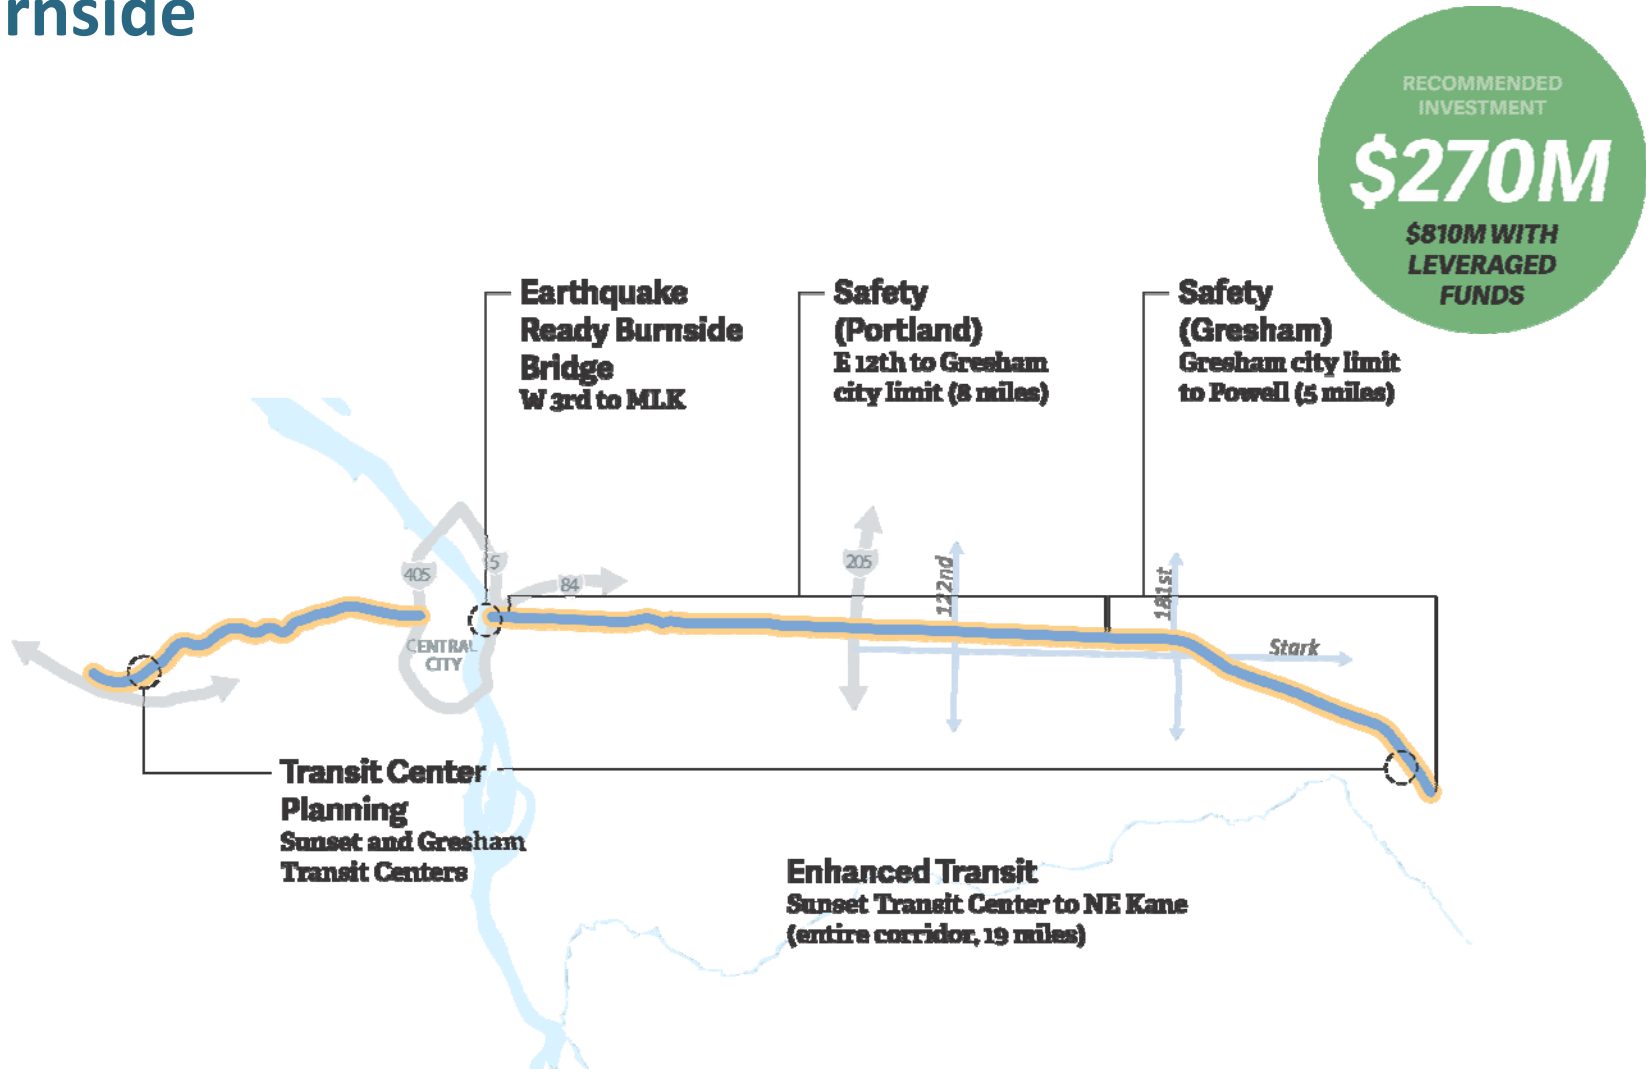 rnside
RECOMMENDED
INVESTMENT
$270M
$810M WITH
LEVERAGED
FUNDS
Earthquake
Ready Burnside
Bridge
W 3rd to MLK
Safety
(Portland)
E 12th to Gresham
city limit (8 miles)
Safety
(Gresham)
Gresham city limit
to Powell (5 miles)
405
5
84
205
122nd
181st
CENTRAL
CITY
Stark
Transit Center
Planning
Sunset and Gresham
Transit Centers
Enhanced Transit
Sunset Transit Center to NE Kane
(entire corridor, 19 miles)